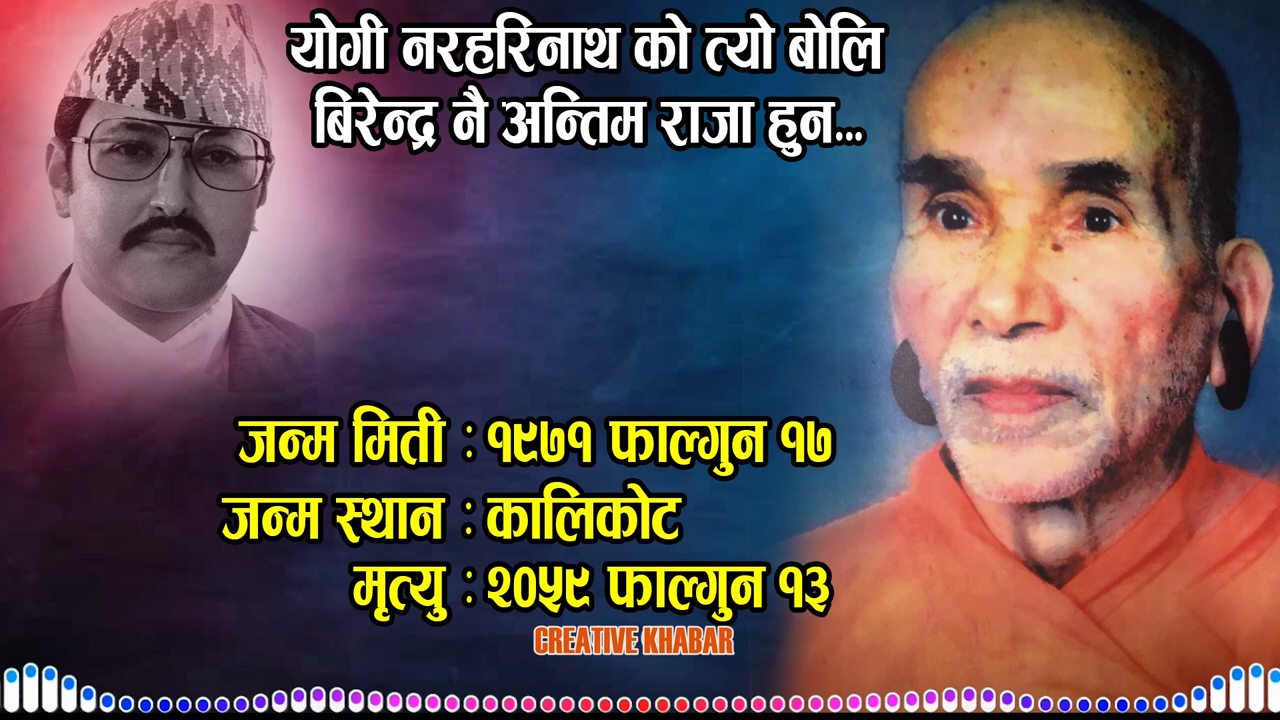 योगी नरहरिनाथ को त्यो बोलि
बिरेन्द्र नै अन्तिम राजा हुन...
जन्म मिती : १९७१ फाल्गुन १७
जन्म स्थान : कालिकोट
मृत्यु : २०५९ फाल्गुन १३
CREATIVE KHABAR